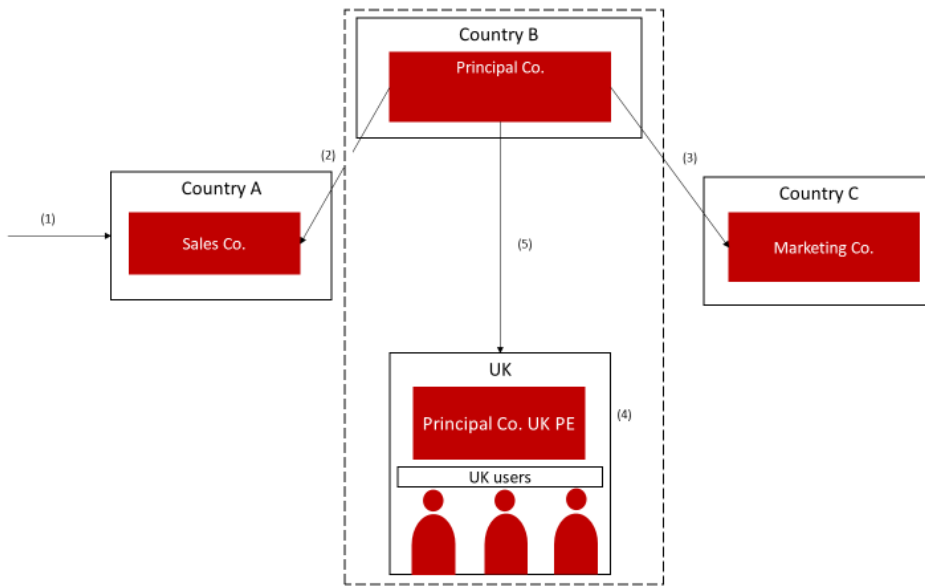 Country B
Principal Co.
(2)
(3)
Country A
Country C
(1)
Sales Co.
(5)
Marketing Co.
UK
Principal Co. UK PE
(4)
UK users